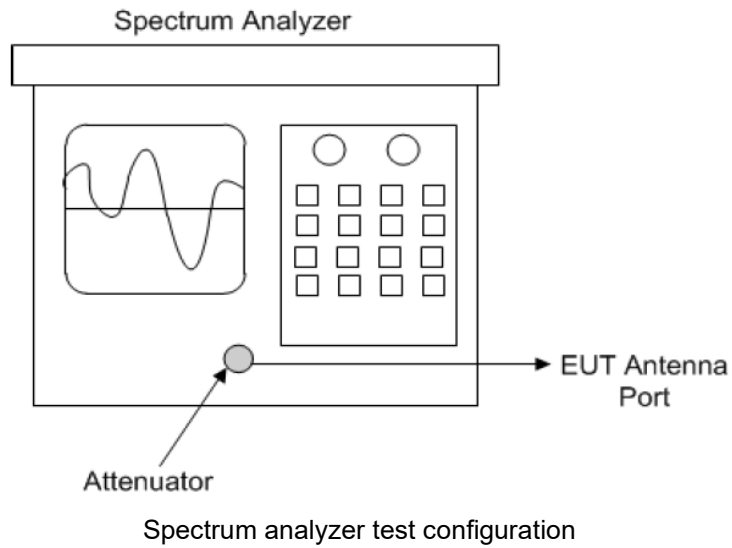 Spectrum Analyzer
EUT Antenna
Port
Attenuator
Spectrum analyzer test configuration